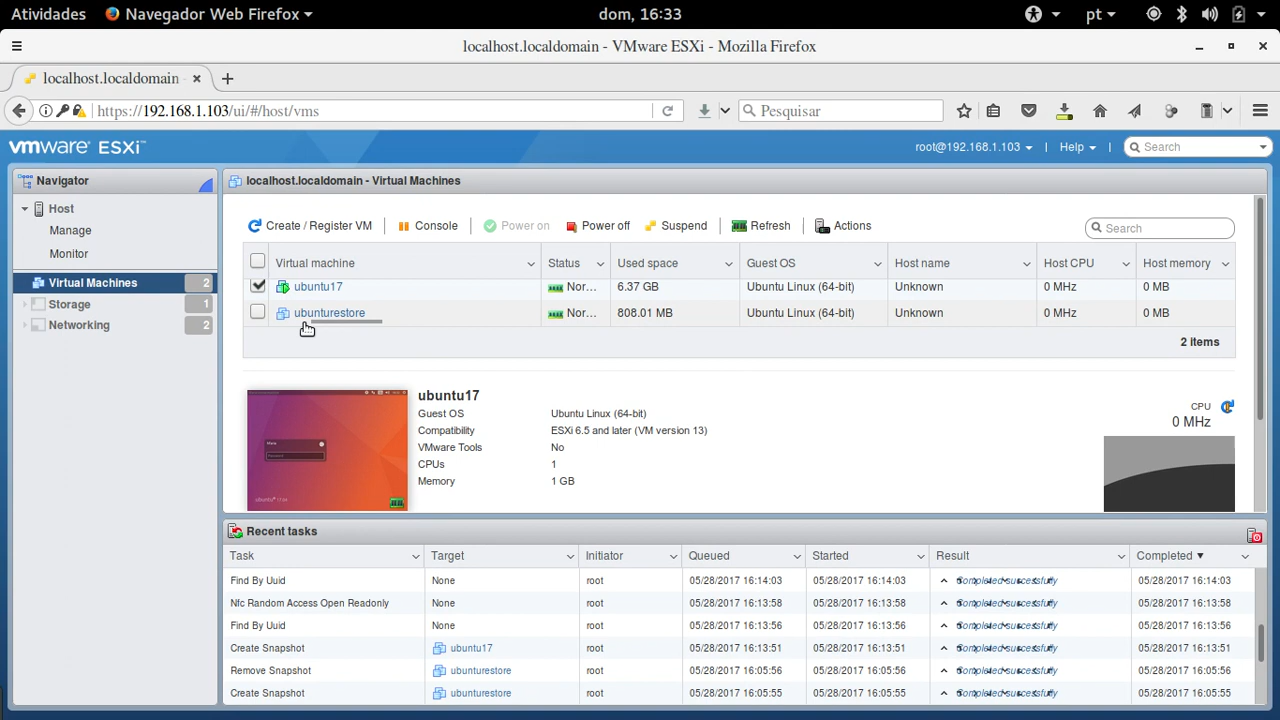 Atividades Navegador Web Firefox dom, 16:33 pt
localhost.localdomain - VMware ESXi - Mozilla Firefox
localhost.localdomain
https://192.168.1.103/ui/#/host/vms Pesquisar
vmware ESXi root@192.168.1.103 | Help | Search
Navigator localhost.localdomain - Virtual Machines
Host
Manage
Monitor
Virtual Machines 2
Storage 1
Networking 2
Create / Register VM | Console | Power on Power off Suspend | Refresh | Actions Search
Virtual machine Status Used space Guest OS Host name Host CPU Host memory
ubuntu17 Nor... 6.37 GB Ubuntu Linux (64-bit) Unknown 0 MHz 0 MB
ubunturestore Nor... 808.01 MB Ubuntu Linux (64-bit) Unknown 0 MHz 0 MB
2 items
ubuntu17
Guest OS Ubuntu Linux (64-bit)
Compatibility ESXi 6.5 and later (VM version 13)
VMware Tools No
CPUs 1
Memory 1 GB
CPU
0 MHz
Recent tasks
Task Target Initiator Queued Started Result Completed ▼
Find By Uuid None root 05/28/2017 16:14:03 05/28/2017 16:14:03 Completed successfully 05/28/2017 16:14:03
Nfc Random Access Open Readonly None root 05/28/2017 16:13:58 05/28/2017 16:13:58 Completed successfully 05/28/2017 16:13:58
Find By Uuid None root 05/28/2017 16:13:56 05/28/2017 16:13:56 Completed successfully 05/28/2017 16:13:56
Create Snapshot ubuntu17 root 05/28/2017 16:13:51 05/28/2017 16:13:51 Completed successfully 05/28/2017 16:13:51
Remove Snapshot ubunturestore root 05/28/2017 16:05:56 05/28/2017 16:05:56 Completed successfully 05/28/2017 16:05:56
Create Snapshot ubunturestore root 05/28/2017 16:05:55 05/28/2017 16:05:55 Completed successfully 05/28/2017 16:05:56